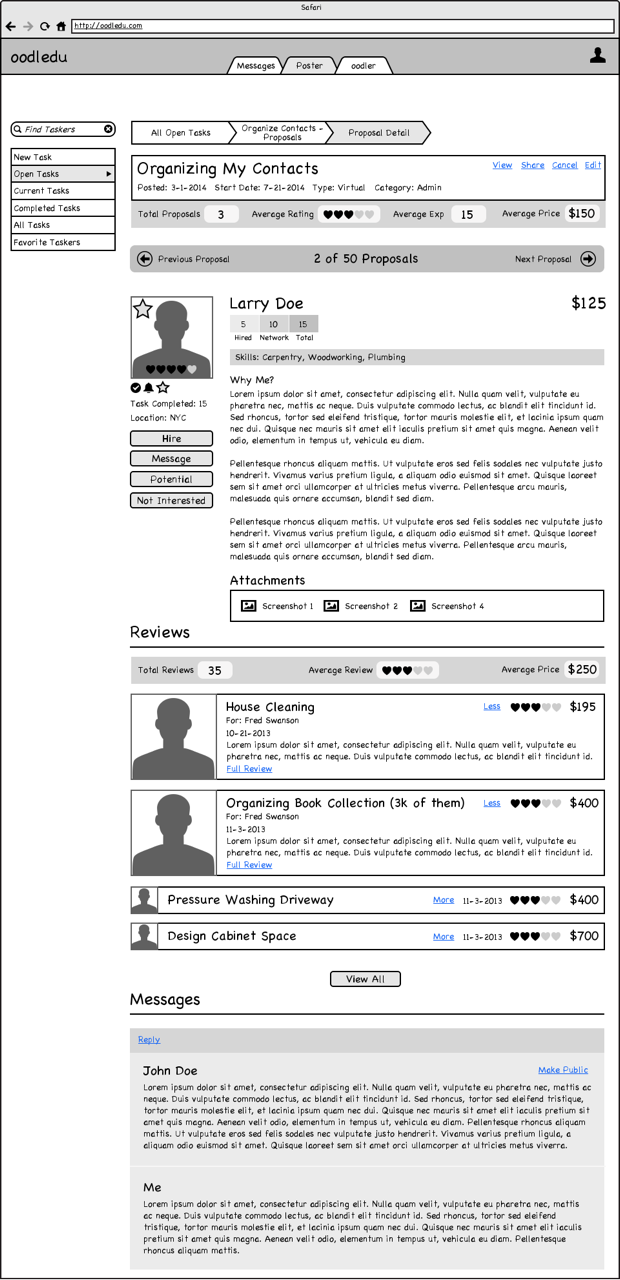 Safari
http://oodledu.com
oodledu
Messages
Poster
oodler
Find Taskers
New Task
Open Tasks
Current Tasks
Completed Tasks
All Tasks
Favorite Taskers
All Open Tasks
Organize Contacts -
Proposals
Proposal Detail
Organizing My Contacts
View Share Cancel Edit
Posted: 3-1-2014 Start Date: 7-21-2014 Type: Virtual Category: Admin
Total Proposals 3 Average Rating Average Exp 15 Average Price $150
Previous Proposal 2 of 50 Proposals Next Proposal
Task Completed: 15
Location: NYC
Hire
Message
Potential
Not Interested
Larry Doe $125
5 10 15
Hired Network Total
Skills: Carpentry, Woodworking, Plumbing
Why Me?
Lorem ipsum dolor sit amet, consectetur adipiscing elit. Nulla quam velit, vulputate eu
pharetra nec, mattis ac neque. Duis vulputate commodo lectus, ac blandit elit tincidunt id.
Sed rhoncus, tortor sed eleifend tristique, tortor mauris molestie elit, et lacinia ipsum quam
nec dui. Quisque nec mauris sit amet elit iaculis pretium sit amet quis magna. Aenean velit
odio, elementum in tempus ut, vehicula eu diam.
Pellentesque rhoncus aliquam mattis. Ut vulputate eros sed felis sodales nec vulputate justo
hendrerit. Vivamus varius pretium ligula, a aliquam odio euismod sit amet. Quisque laoreet
sem sit amet orci ullamcorper at ultricies metus viverra. Pellentesque arcu mauris,
malesuada quis ornare accumsan, blandit sed diam.
Pellentesque rhoncus aliquam mattis. Ut vulputate eros sed felis sodales nec vulputate justo
hendrerit. Vivamus varius pretium ligula, a aliquam odio euismod sit amet. Quisque laoreet
sem sit amet orci ullamcorper at ultricies metus viverra. Pellentesque arcu mauris,
malesuada quis ornare accumsan, blandit sed diam.
Attachments
Screenshot 1 Screenshot 2 Screenshot 4
Reviews
Total Reviews 35 Average Review Average Price $250
House Cleaning Less $195
For: Fred Swanson
10-21-2013
Lorem ipsum dolor sit amet, consectetur adipiscing elit. Nulla quam velit, vulputate eu
pharetra nec, mattis ac neque. Duis vulputate commodo lectus, ac blandit elit tincidunt id.
Full Review
Organizing Book Collection (3k of them) Less $400
For: Fred Swanson
11-3-2013
Lorem ipsum dolor sit amet, consectetur adipiscing elit. Nulla quam velit, vulputate eu
pharetra nec, mattis ac neque. Duis vulputate commodo lectus, ac blandit elit tincidunt id.
Full Review
Pressure Washing Driveway More 11-3-2013 $400
Design Cabinet Space More 11-3-2013 $700
View All
Messages
Reply
John Doe Make Public
Lorem ipsum dolor sit amet, consectetur adipiscing elit. Nulla quam velit, vulputate eu pharetra nec, mattis ac
neque. Duis vulputate commodo lectus, ac blandit elit tincidunt id. Sed rhoncus, tortor sed eleifend tristique,
tortor mauris molestie elit, et lacinia ipsum quam nec dui. Quisque nec mauris sit amet elit iaculis pretium sit
amet quis magna. Aenean velit odio, elementum in tempus ut, vehicula eu diam. Pellentesque rhoncus aliquam
mattis. Ut vulputate eros sed felis sodales nec vulputate justo hendrerit. Vivamus varius pretium ligula, a
aliquam odio euismod sit amet. Quisque laoreet sem sit amet orci ullamcorper at ultricies metus viverra.
Me
Lorem ipsum dolor sit amet, consectetur adipiscing elit. Nulla quam velit, vulputate eu pharetra nec, mattis
ac neque. Duis vulputate commodo lectus, ac blandit elit tincidunt id. Sed rhoncus, tortor sed eleifend
tristique, tortor mauris molestie elit, et lacinia ipsum quam nec dui. Quisque nec mauris sit amet elit iaculis
pretium sit amet quis magna. Aenean velit odio, elementum in tempus ut, vehicula eu diam. Pellentesque
rhoncus aliquam mattis.